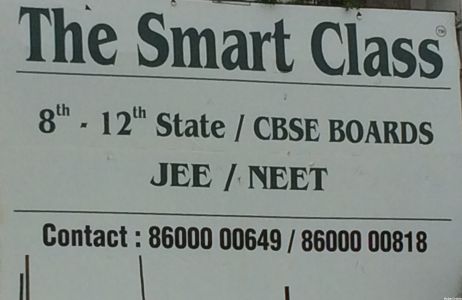 The Smart Class
8th - 12th State / CBSE BOARDS
JEE / NEET
Contact : 86000 00649 / 86000 00818